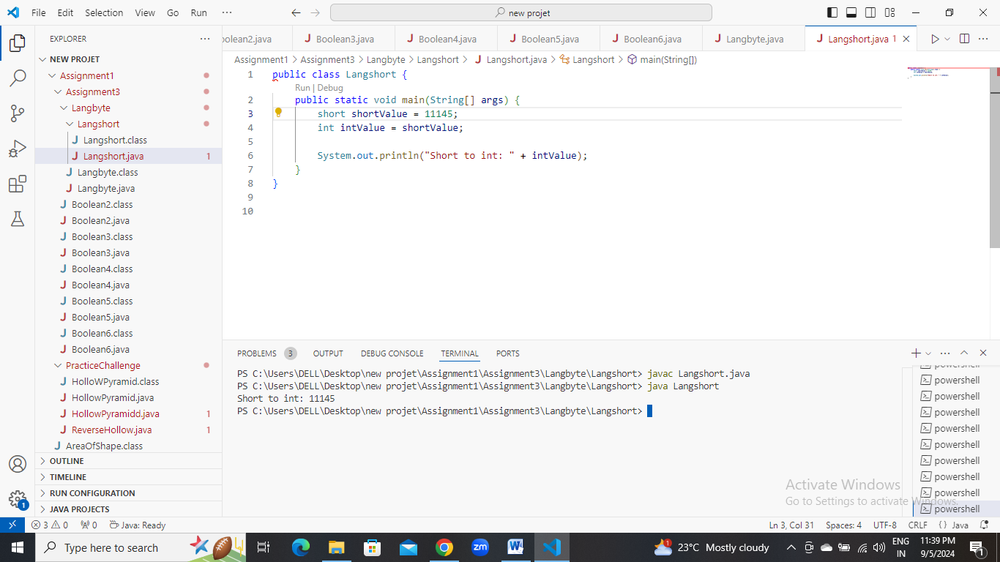 File Edit Selection View Go Run ··· new projet
EXPLORER ···
NEW PROJET
Assignment1
Assignment3
Langbyte
Langshort
Langshort.class
Langshort.java 1
Langbyte.class
Langbyte.java
Boolean2.class
Boolean2.java
Boolean3.class
Boolean3.java
Boolean4.class
Boolean4.java
Boolean5.class
Boolean5.java
Boolean6.class
Boolean6.java
PracticeChallenge
HolloWPyramid.class
HollowPyramid.java
HollowPyramidd.java 1
ReverseHollow.java 1
AreaOfShape.class
OUTLINE
TIMELINE
RUN CONFIGURATION
JAVA PROJECTS
1
oolean2.java Boolean3.java Boolean4.java Boolean5.java Boolean6.java Langbyte.java Langshort.java 1
Assignment1 > Assignment3 > Langbyte > Langshort > Langshort.java > Langshort > main(String[])
1 public class Langshort {
Run | Debug
2 public static void main(String[] args) {
3 short shortValue = 11145;
4 int intValue = shortValue;
5
6 System.out.println("Short to int: " + intValue);
7 }
8 }
9
10
PROBLEMS 3 OUTPUT DEBUG CONSOLE TERMINAL PORTS
PS C:\Users\DELL\Desktop\new projet\Assignment1\Assignment3\Langbyte\Langshort> javac Langshort.java
PS C:\Users\DELL\Desktop\new projet\Assignment1\Assignment3\Langbyte\Langshort> java Langshort
Short to int: 11145
PS C:\Users\DELL\Desktop\new projet\Assignment1\Assignment3\Langbyte\Langshort>
powershell
powershell
powershell
powershell
powershell
powershell
powershell
powershell
powershell
powershell
Activate Windows
Go to Settings to activate Windows.
3 0 0 Java: Ready Ln 3, Col 31 Spaces: 4 UTF-8 CRLF {} Java
Type here to search zm W 1 23°C Mostly cloudy ENG IN 11:39 PM 9/5/2024 1